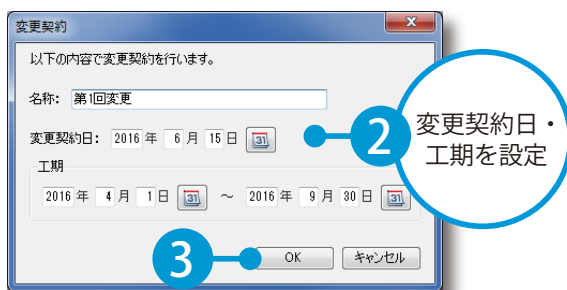 変更契約
以下の内容で変更契約を行います。
名称： 第1回変更
変更契約日： 2016 年 6 月 15 日 31
2
変更契約日・
工期を設定
工期
2016 年 4 月 1 日 31 ～ 2016 年 9 月 30 日 31
3
OK キャンセル